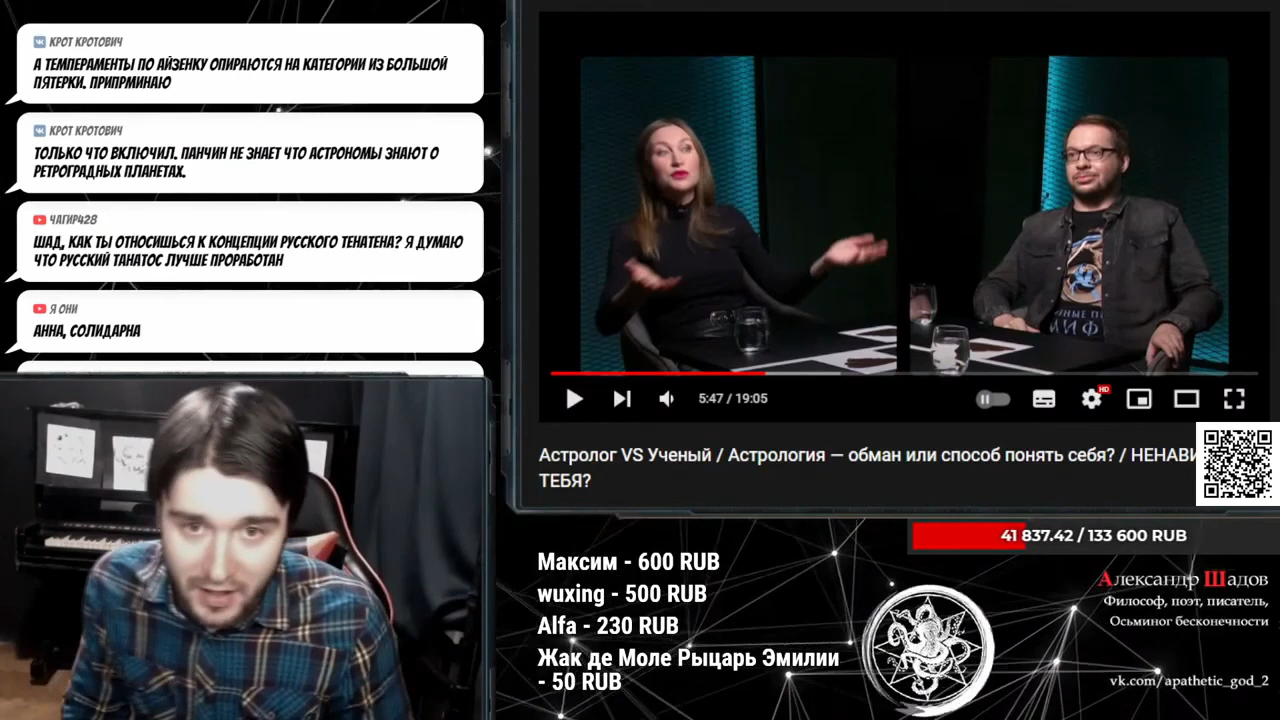 КРОТ КРОТОВИЧ
А ТЕМПЕРАМЕНТЫ ПО АЙЗЕНКУ ОПИРАЮТСЯ НА КАТЕГОРИИ ИЗ БОЛЬШОЙ
ПЯТЕРКИ. ПРИПРМИНАЮ
КРОТ КРОТОВИЧ
ТОЛЬКО ЧТО ВКЛЮЧИЛ. ПАНЧИН НЕ ЗНАЕТ ЧТО АСТРОНОМЫ ЗНАЮТ О
РЕТРОГРАДНЫХ ПЛАНЕТАХ.
ЧАГИР428
ШАД, КАК ТЫ ОТНОСИШЬСЯ К КОНЦЕПЦИИ РУССКОГО ТЕНАТЕНА? Я ДУМАЮ
ЧТО РУССКИЙ ТАНАТОС ЛУЧШЕ ПРОРАБОТАН
Я ОНИ
АННА, СОЛИДАРНА
5:47 / 19:05
HD
Астролог VS Ученый / Астрология — обман или способ понять себя? / НЕНАВИ
ТЕБЯ?
41 837.42 / 133 600 RUB
Максим - 600 RUB
wuxing - 500 RUB
Alfa - 230 RUB
Жак де Моле Рыцарь Эмилии
- 50 RUB
Александр Шадов
Философ, поэт, писатель,
Осьминог бесконечности
vk.com/apathetic_god_2